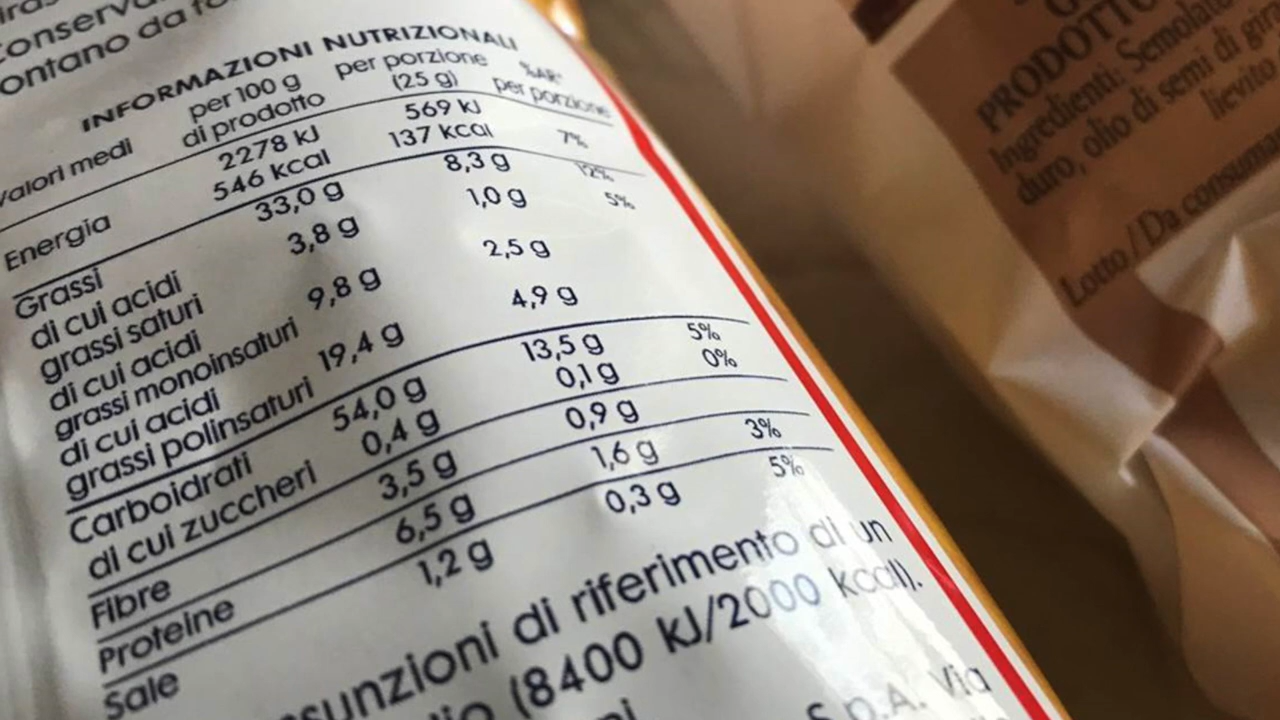 ontano da
INFORMAZIONI NUTRIZIONALI
Valori medi per 100 g di prodotto per porzione (25 g) %AR* per porzione
Energia 2278 kJ 569 kJ
546 kcal 137 kcal 7%
Grassi 33,0 g 8,3 g 12%
di cui acidi
grassi saturi 3,8 g 1,0 g 5%
di cui acidi
grassi monoinsaturi 9,8 g 2,5 g
di cui acidi
grassi polinsaturi 19,4 g 4,9 g
Carboidrati 54,0 g 13,5 g 5%
di cui zuccheri 0,4 g 0,1 g 0%
Fibre 3,5 g 0,9 g
Proteine 6,5 g 1,6 g 3%
Sale 1,2 g 0,3 g 5%
sunzioni di riferimento di un
(8400 kJ/2000 kcal).
S.p.A. Via
PRODOTTO
Ingredienti: Semolato
duro, olio di semi di gira
lievito
Lotto / Da consumar